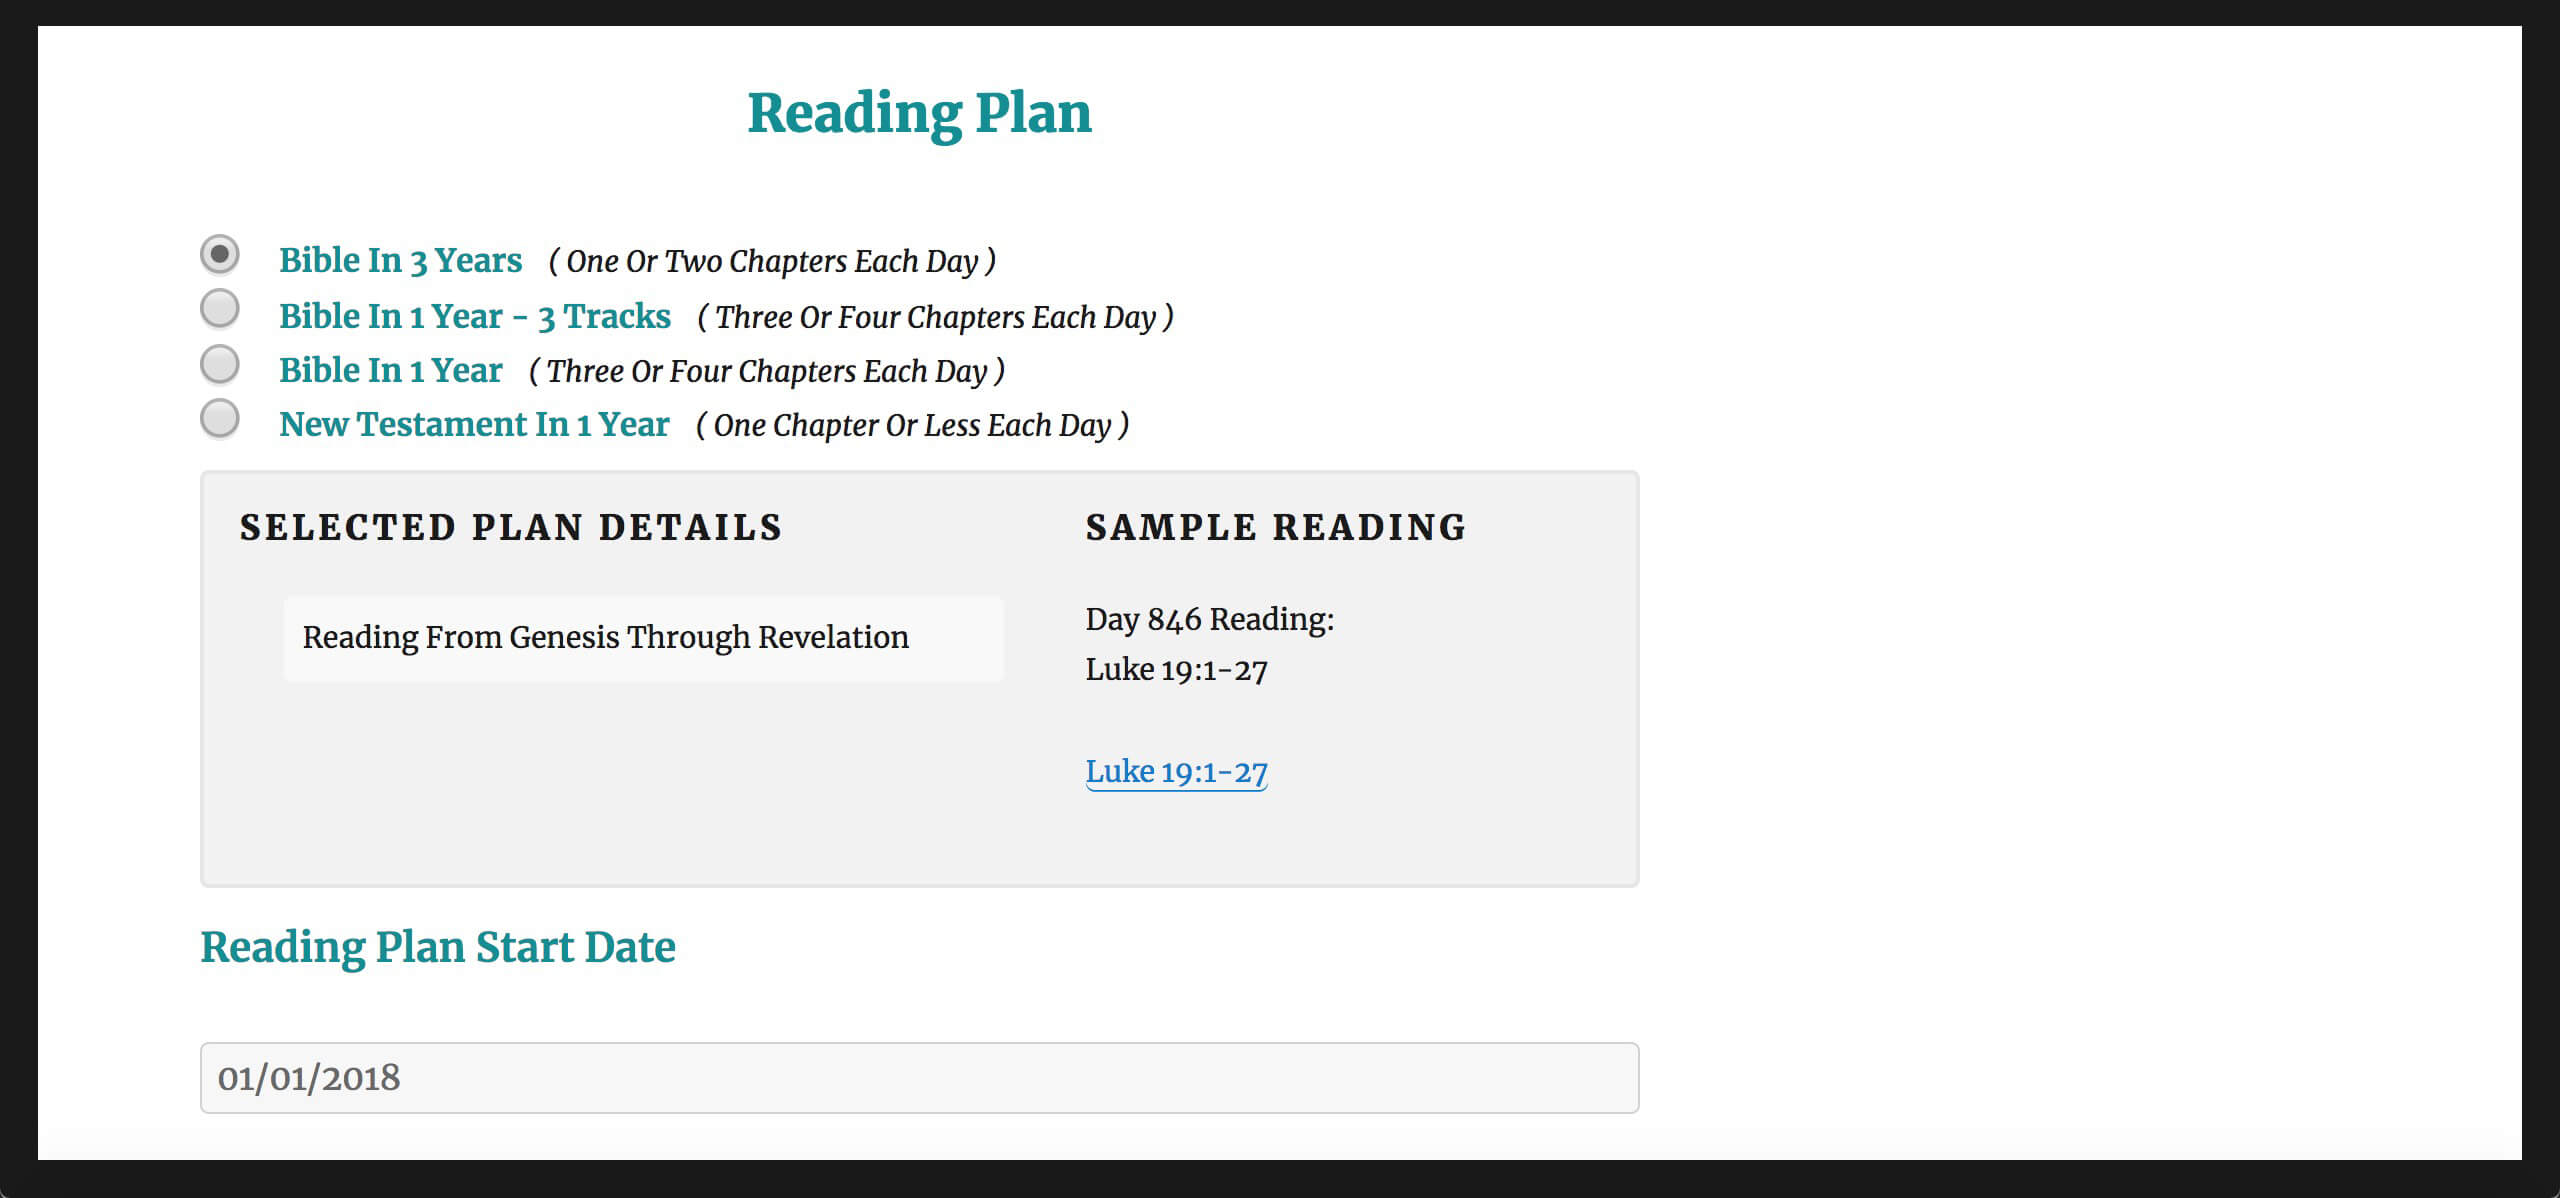 Reading Plan
Bible In 3 Years ( One Or Two Chapters Each Day )
Bible In 1 Year - 3 Tracks ( Three Or Four Chapters Each Day )
Bible In 1 Year ( Three Or Four Chapters Each Day )
New Testament In 1 Year ( One Chapter Or Less Each Day )
SELECTED PLAN DETAILS
Reading From Genesis Through Revelation
SAMPLE READING
Day 846 Reading:
Luke 19:1-27
Luke 19:1-27
Reading Plan Start Date
01/01/2018